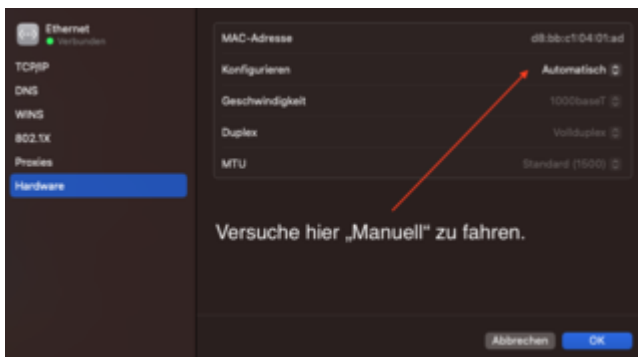 Ethernet
Verbunden
TCP/IP
DNS
WINS
802.1X
Proxies
Hardware
MAC-Adresse d8:bb:c1:04:01:ad
Konfigurieren Automatisch
Geschwindigkeit 1000baseT
Duplex Vollduplex
MTU Standard (1500)
Versuche hier „Manuell“ zu fahren.
Abbrechen OK